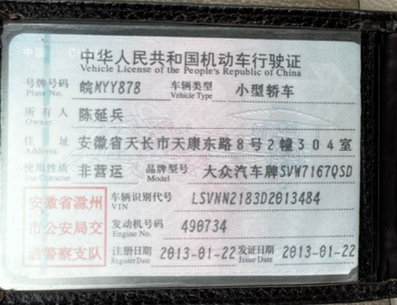 中华人民共和国机动车行驶证
Vehicle License of the People's Republic of China
号牌号码 皖MYY878 车辆类型 小型轿车
Plate No. Vehicle Type
所有人 陈延兵
Owner
住址 安徽省天长市天康东路8号2幢304室
Address
使用性质 非营运 品牌型号 大众汽车牌SVW7167QSD
Use Character Model
安徽省滁州
市公安局交
通警察支队
车辆识别代号 LSVNN2183D2013484
VIN
发动机号码 490734
Engine No.
注册日期 2013-01-22 发证日期 2013-01-22
Register Date Issue Date